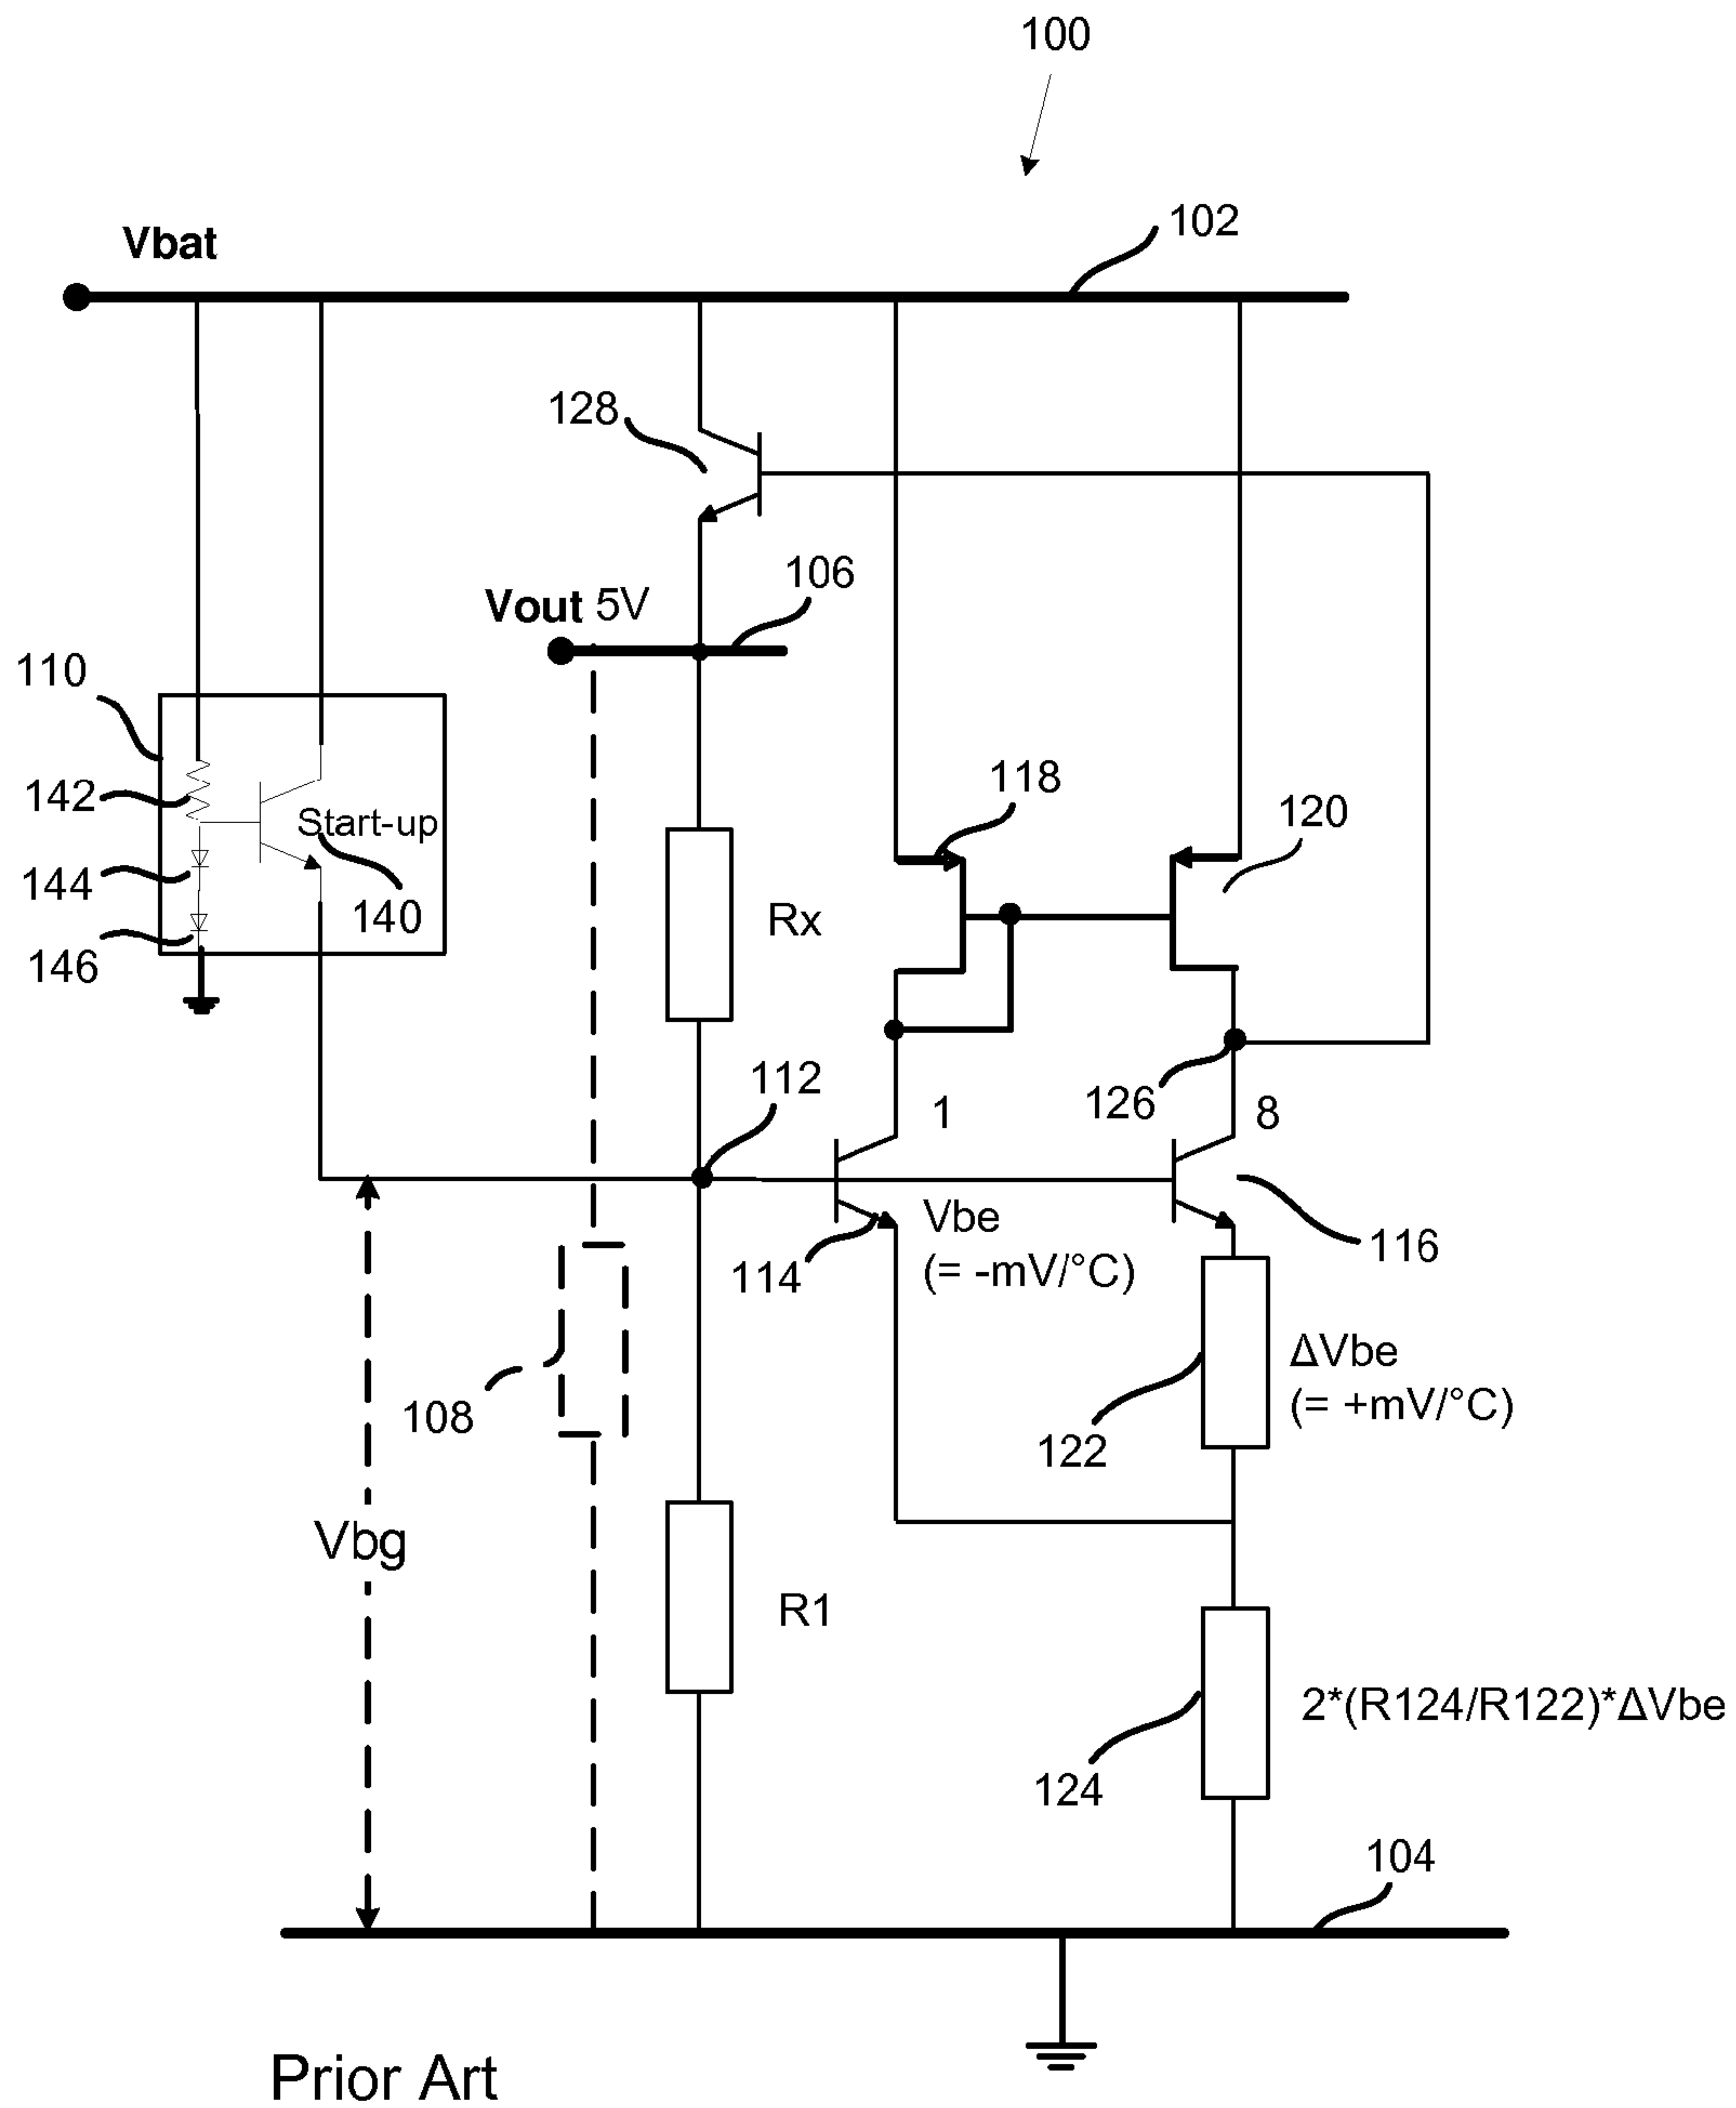 100
102
Vbat
128
106
Vout 5V
110
118
120
142
Start-up
144
140
Rx
146
112
126
1
8
Vbe
(= -mV/°C)
114
116
ΔVbe
(= +mV/°C)
108
122
Vbg
R1
2*(R124/R122)*ΔVbe
124
104
Prior Art